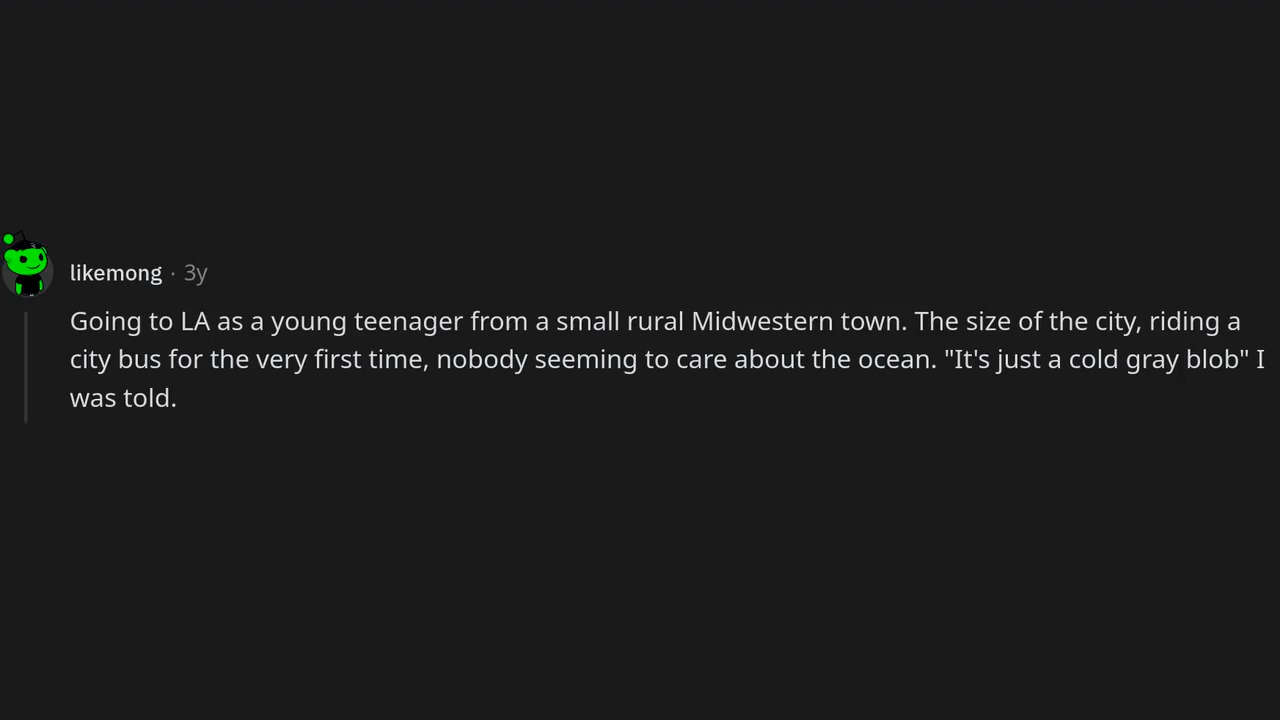 likemong · 3y
Going to LA as a young teenager from a small rural Midwestern town. The size of the city, riding a
city bus for the very first time, nobody seeming to care about the ocean. "It's just a cold gray blob" I
was told.